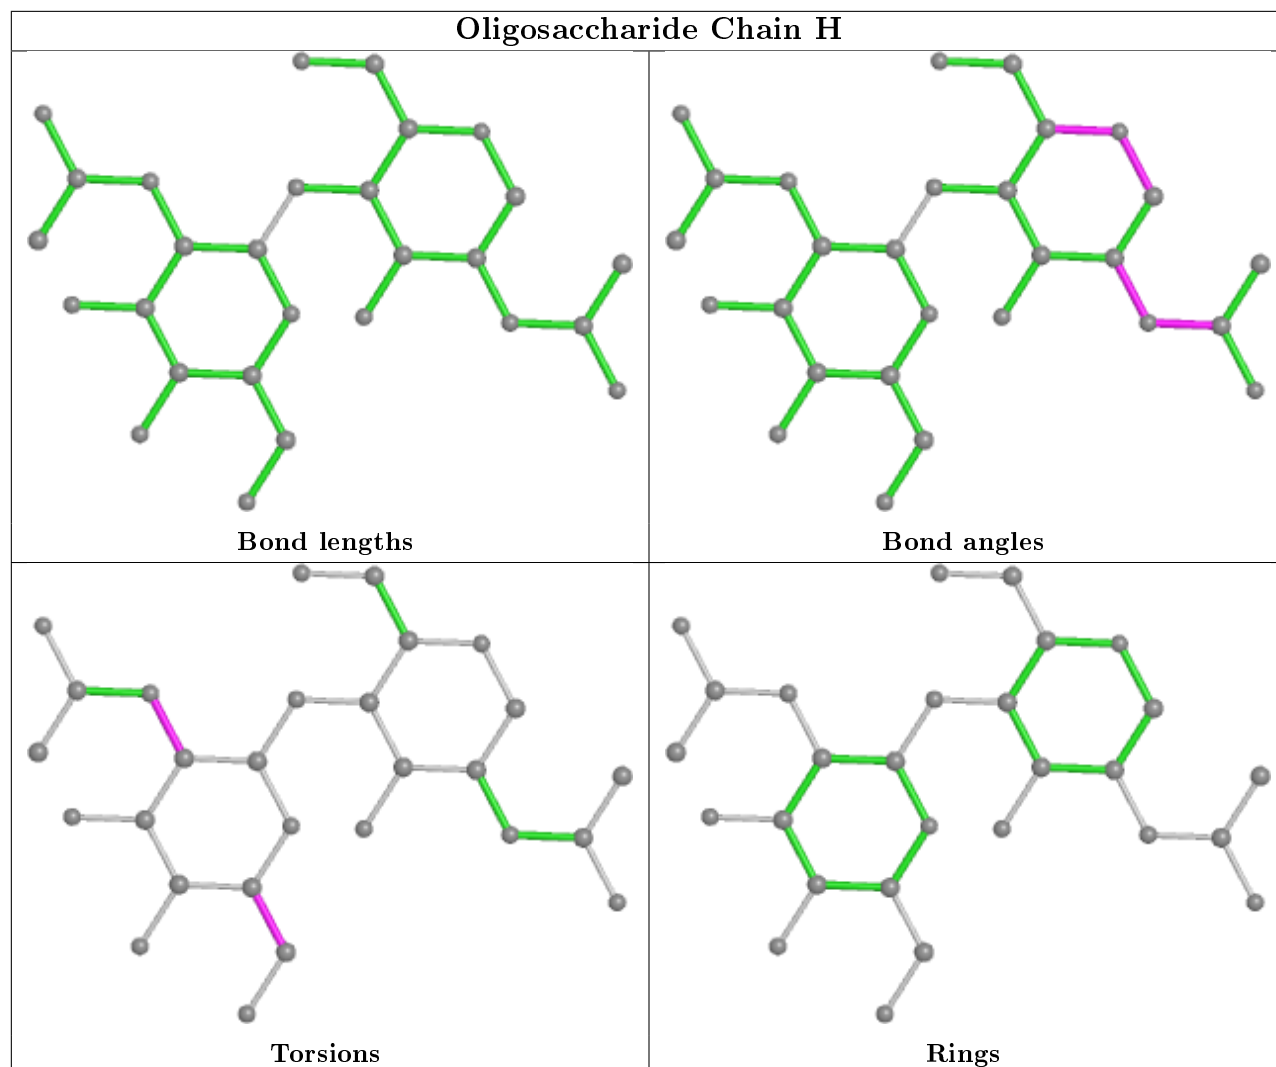 Oligosaccharide Chain H
Bond lengths
Bond angles
Torsions
Rings